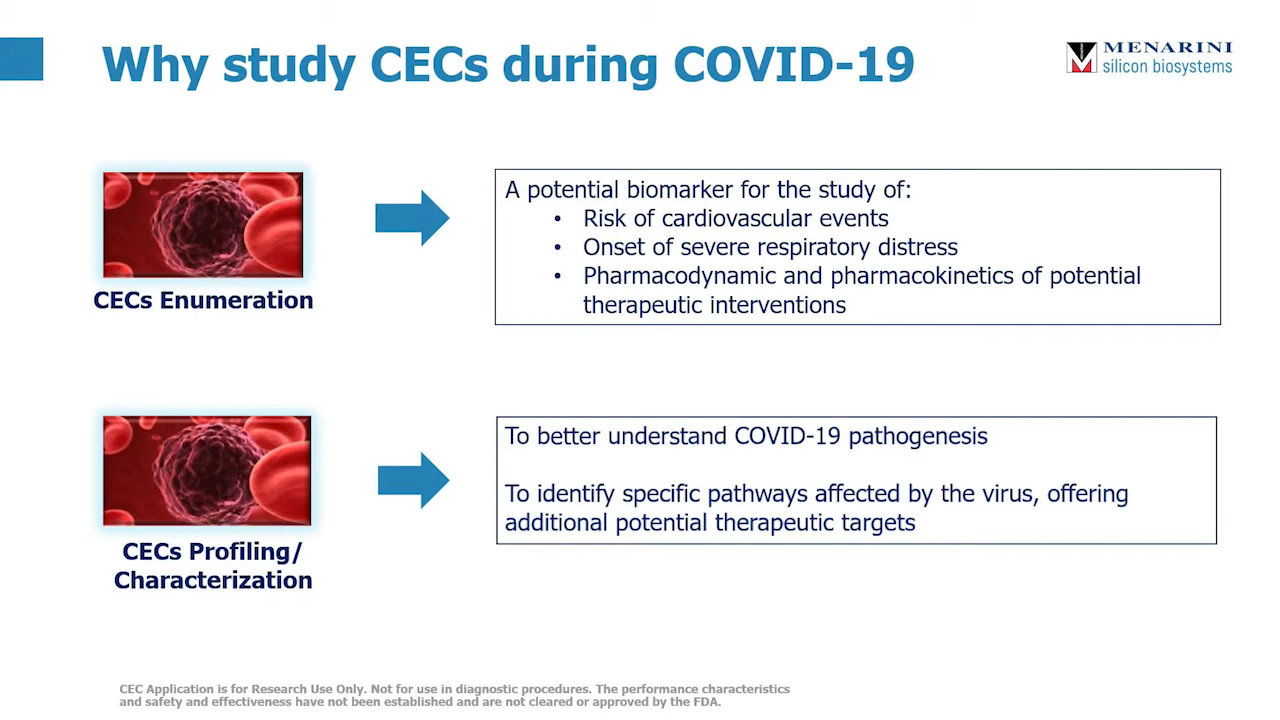 Why study CECs during COVID-19
MENARINI
silicon biosystems
CECs Enumeration
A potential biomarker for the study of:
• Risk of cardiovascular events
• Onset of severe respiratory distress
• Pharmacodynamic and pharmacokinetics of potential
therapeutic interventions
CECs Profiling/
Characterization
To better understand COVID-19 pathogenesis
To identify specific pathways affected by the virus, offering
additional potential therapeutic targets
CEC Application is for Research Use Only. Not for use in diagnostic procedures. The performance characteristics
and safety and effectiveness have not been established and are not cleared or approved by the FDA.